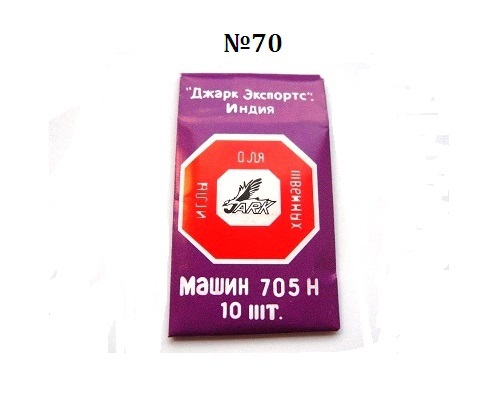 №70
"Джарк Экспортс".
Индия
иглы
для
швейных
JARK
машин 705 H
10 шт.